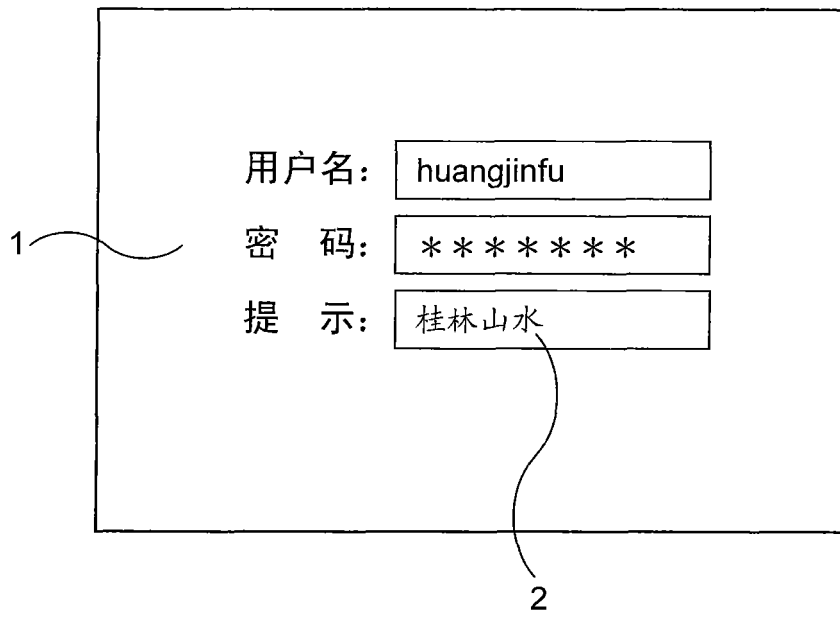 用户名： huangjinfu
1 密 码： *******
提 示： 桂林山水
2